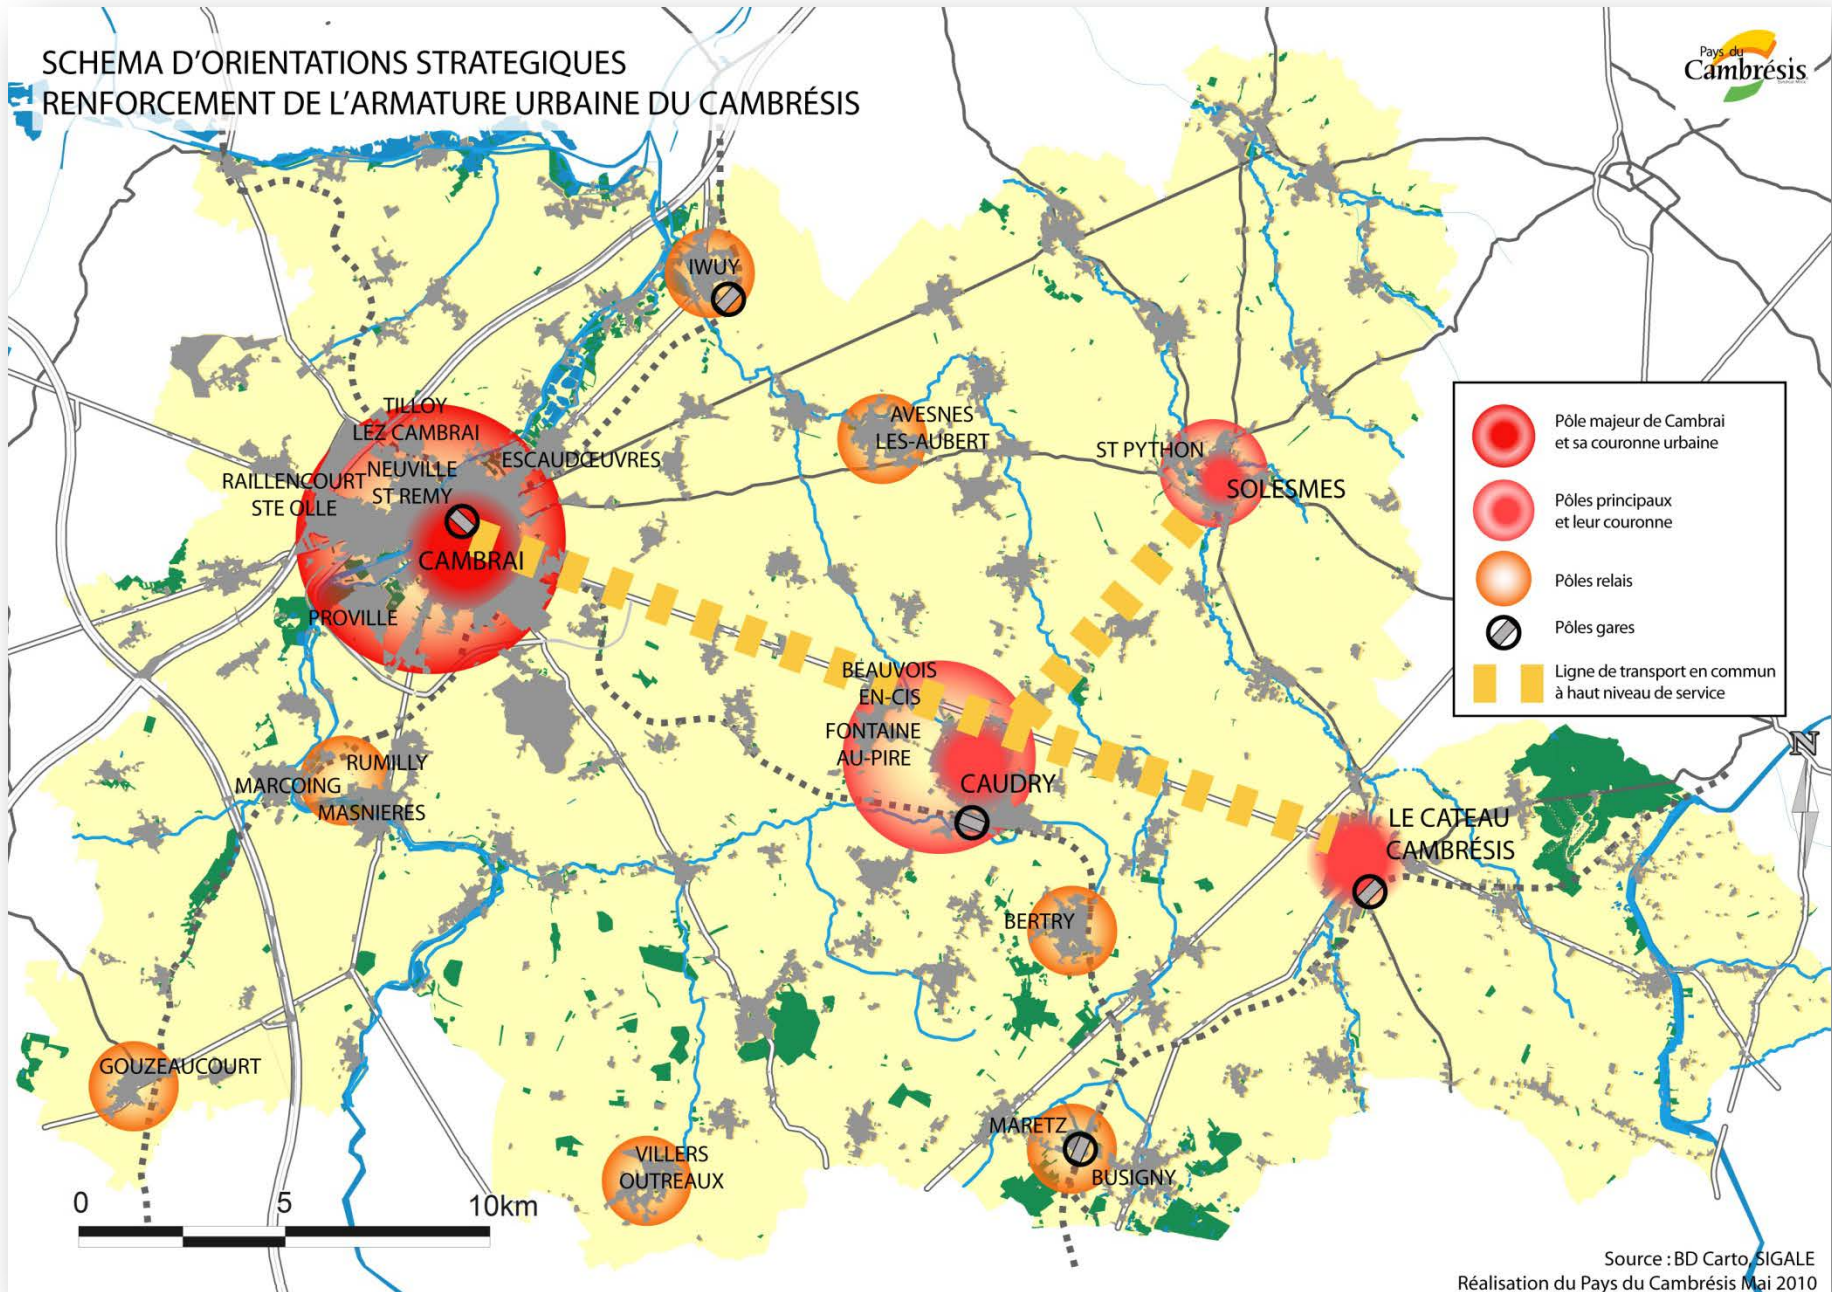 SCHEMA D'ORIENTATIONS STRATEGIQUES
RENFORCEMENT DE L'ARMATURE URBAINE DU CAMBRÉSIS
Pays du
Cambrésis
IWUY
TILLOY
LEZ CAMBRAI
NEUVILLE
ST REMY
ESCAUDŒUVRES
RAILLENCOURT
STE OLLE
CAMBRAI
PROVILLE
AVESNES
LES-AUBERT
ST PYTHON
SOLESMES
Pôle majeur de Cambrai
et sa couronne urbaine
Pôles principaux
et leur couronne
Pôles relais
Pôles gares
Ligne de transport en commun
à haut niveau de service
BEAUVOIS
EN-CIS
FONTAINE
AU-PIRE
CAUDRY
RUMILLY
MARCOING
MASNIERES
N
LE CATEAU
CAMBRÉSIS
BERTRY
GOUZEAUCOURT
VILLERS
OUTREAUX
MARETZ
BUSIGNY
0 5 10km
Source : BD Carto, SIGALE
Réalisation du Pays du Cambrésis Mai 2010